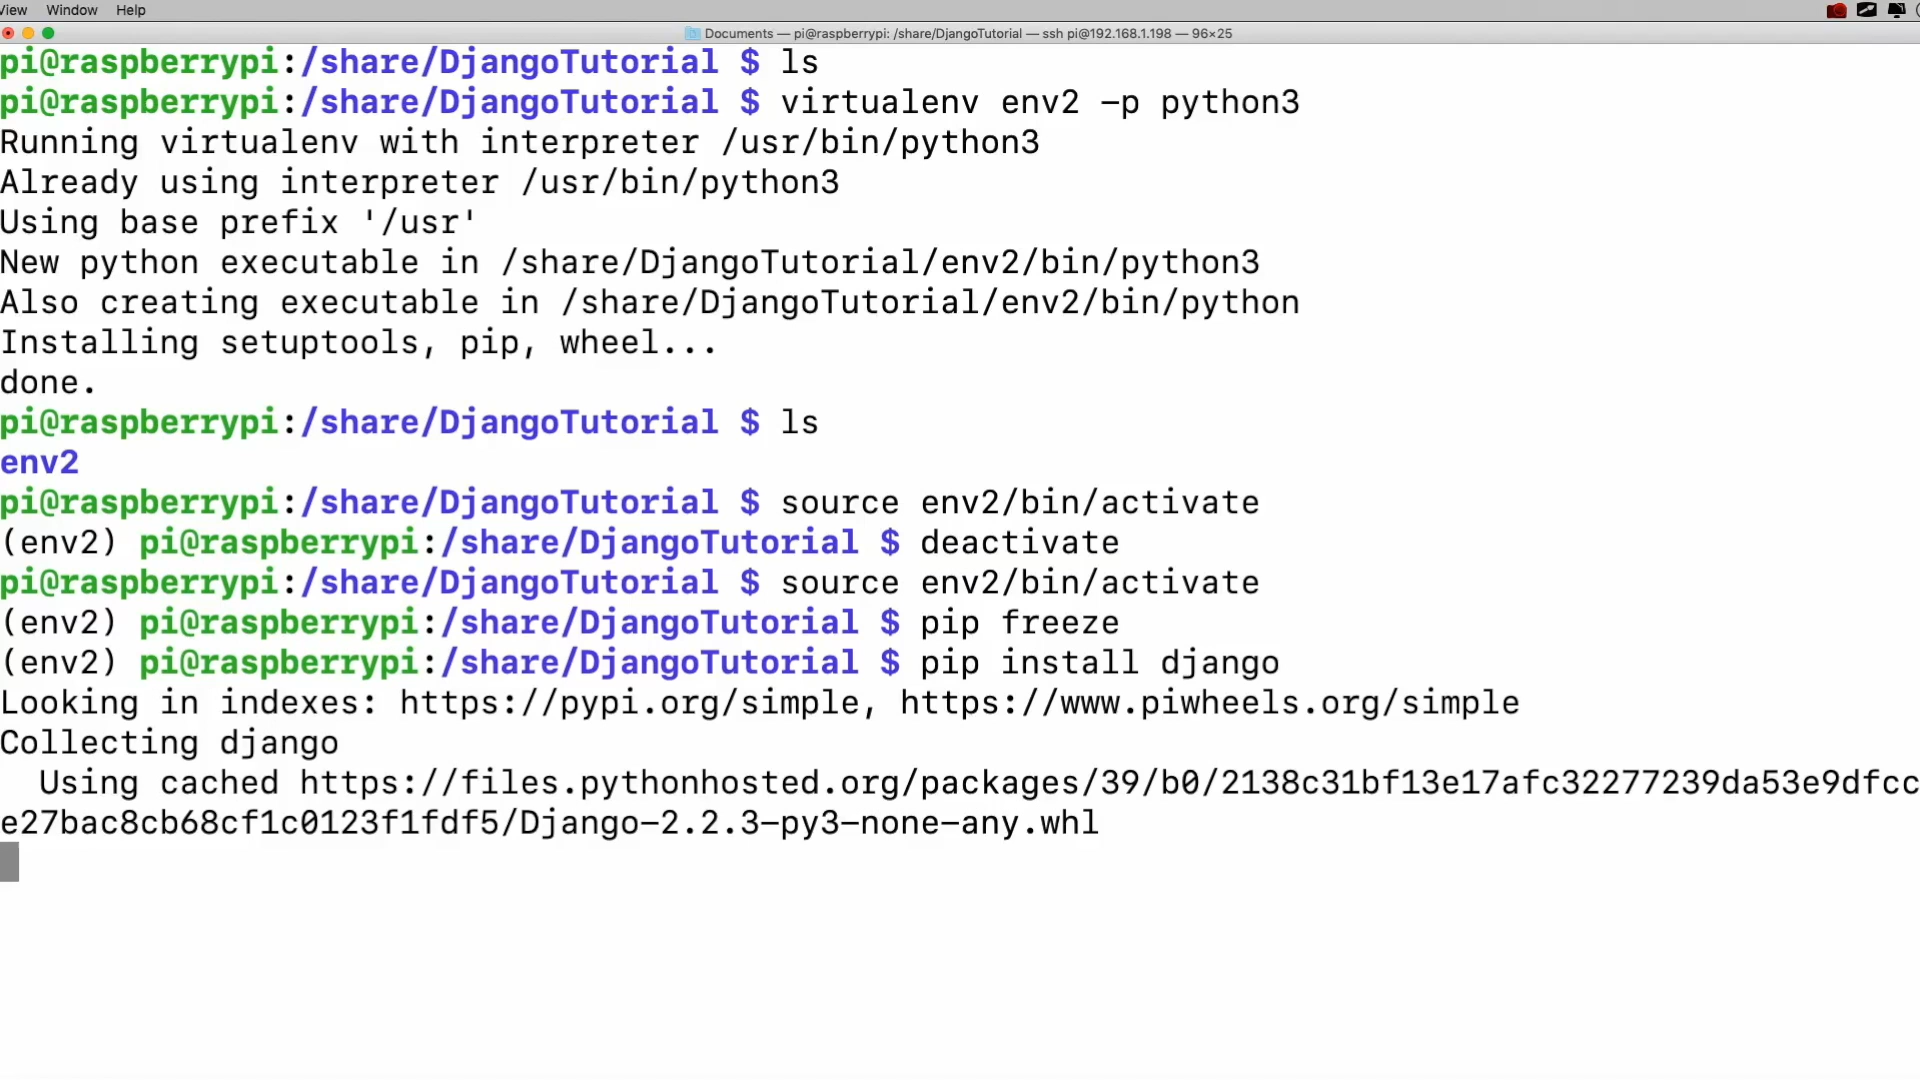 View Window Help
Documents — pi@raspberrypi: /share/DjangoTutorial — ssh pi@192.168.1.198 — 96×25
pi@raspberrypi:/share/DjangoTutorial $ ls
pi@raspberrypi:/share/DjangoTutorial $ virtualenv env2 -p python3
Running virtualenv with interpreter /usr/bin/python3
Already using interpreter /usr/bin/python3
Using base prefix '/usr'
New python executable in /share/DjangoTutorial/env2/bin/python3
Also creating executable in /share/DjangoTutorial/env2/bin/python
Installing setuptools, pip, wheel...
done.
pi@raspberrypi:/share/DjangoTutorial $ ls
env2
pi@raspberrypi:/share/DjangoTutorial $ source env2/bin/activate
(env2) pi@raspberrypi:/share/DjangoTutorial $ deactivate
pi@raspberrypi:/share/DjangoTutorial $ source env2/bin/activate
(env2) pi@raspberrypi:/share/DjangoTutorial $ pip freeze
(env2) pi@raspberrypi:/share/DjangoTutorial $ pip install django
Looking in indexes: https://pypi.org/simple, https://www.piwheels.org/simple
Collecting django
  Using cached https://files.pythonhosted.org/packages/39/b0/2138c31bf13e17afc32277239da53e9dfcc
e27bac8cb68cf1c0123f1fdf5/Django-2.2.3-py3-none-any.whl